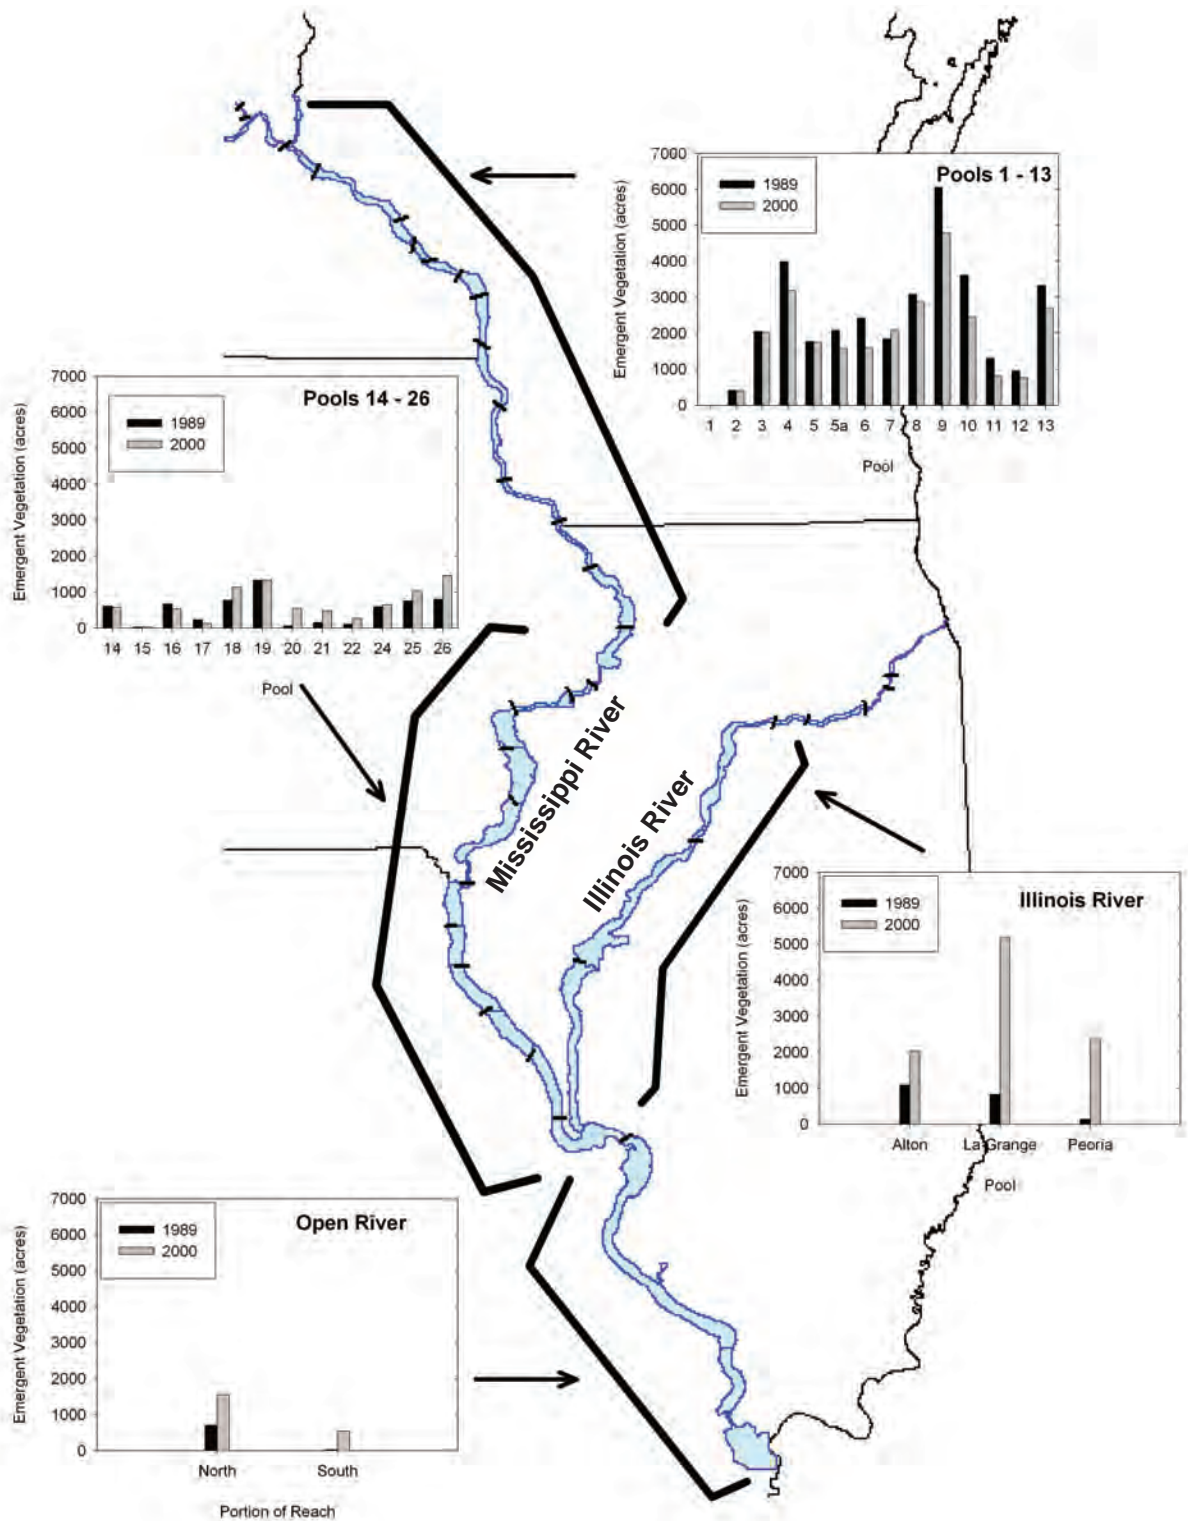 7000
6000
5000
4000
3000
2000
1000
0
Emergent Vegetation (acres)
1989
2000
Pools 1 - 13
1 2 3 4 5 5a 6 7 8 9 10 11 12 13
Pool
7000
6000
5000
4000
3000
2000
1000
0
Emergent Vegetation (acres)
1989
2000
Pools 14 - 26
14 15 16 17 18 19 20 21 22 24 25 26
Pool
Mississippi River
Illinois River
7000
6000
5000
4000
3000
2000
1000
0
Emergent Vegetation (acres)
1989
2000
Illinois River
Alton La Grange Peoria
Pool
7000
6000
5000
4000
3000
2000
1000
0
Emergent Vegetation (acres)
1989
2000
Open River
North South
Portion of Reach